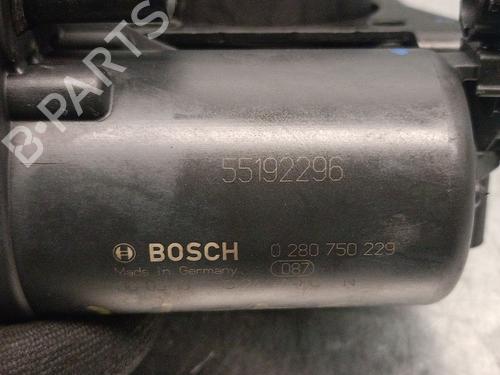 B-PARTS
55192296
BOSCH 0 280 750 229
Made in Germany 087